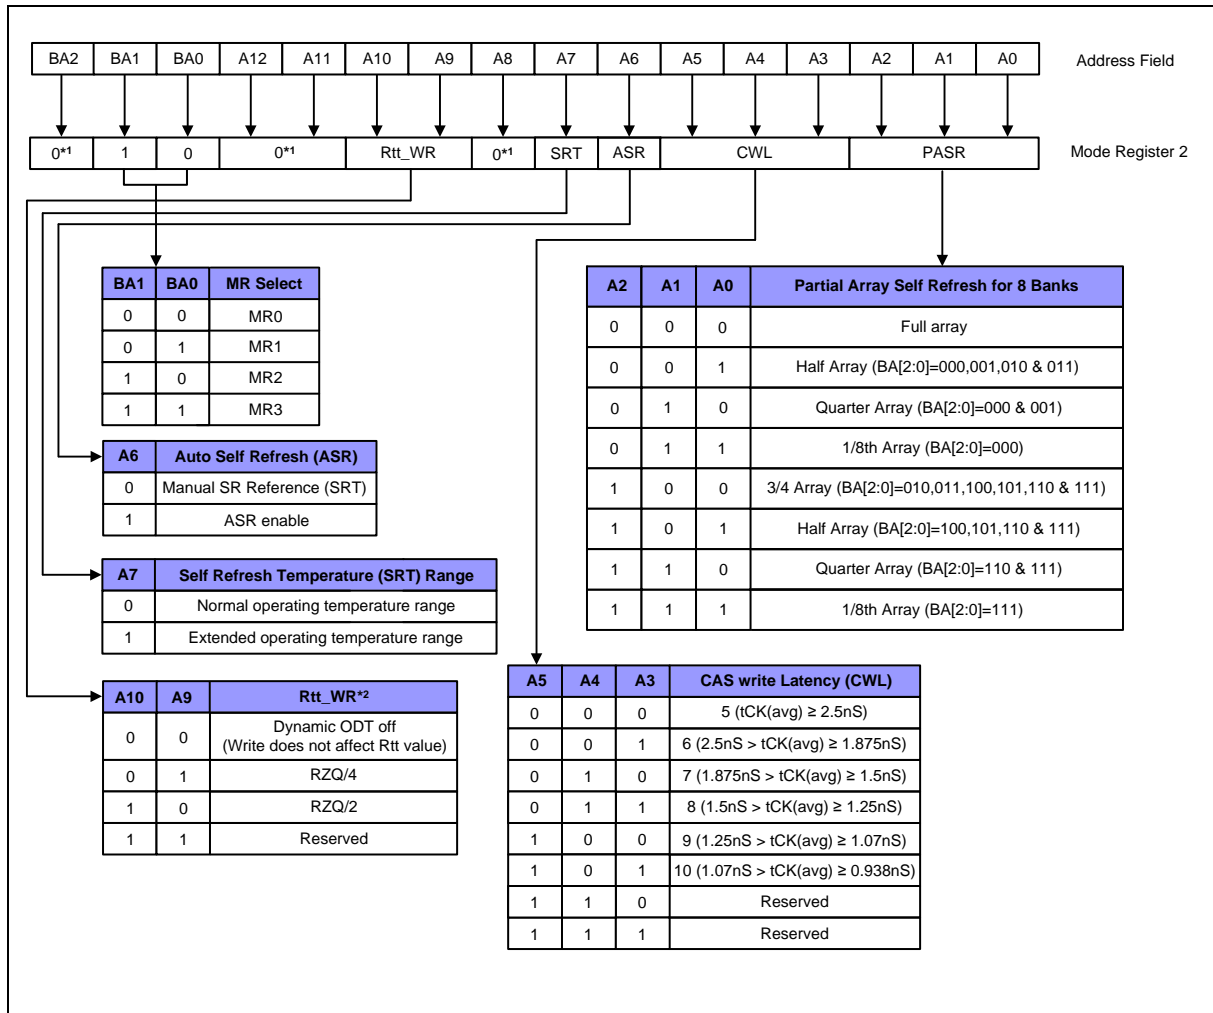 BA2 BA1 BA0 A12 A11 A10 A9 A8 A7 A6 A5 A4 A3 A2 A1 A0 Address Field
0*1 1 0 0*1 Rtt_WR 0*1 SRT ASR CWL PASR Mode Register 2
BA1 BA0 MR Select
0 0 MR0
0 1 MR1
1 0 MR2
1 1 MR3
A6 Auto Self Refresh (ASR)
0 Manual SR Reference (SRT)
1 ASR enable
A7 Self Refresh Temperature (SRT) Range
0 Normal operating temperature range
1 Extended operating temperature range
A10 A9 Rtt_WR*2
0 0 Dynamic ODT off
(Write does not affect Rtt value)
0 1 RZQ/4
1 0 RZQ/2
1 1 Reserved
A2 A1 A0 Partial Array Self Refresh for 8 Banks
0 0 0 Full array
0 0 1 Half Array (BA[2:0]=000,001,010 & 011)
0 1 0 Quarter Array (BA[2:0]=000 & 001)
0 1 1 1/8th Array (BA[2:0]=000)
1 0 0 3/4 Array (BA[2:0]=010,011,100,101,110 & 111)
1 0 1 Half Array (BA[2:0]=100,101,110 & 111)
1 1 0 Quarter Array (BA[2:0]=110 & 111)
1 1 1 1/8th Array (BA[2:0]=111)
A5 A4 A3 CAS write Latency (CWL)
0 0 0 5 (tCK(avg) ≥ 2.5nS)
0 0 1 6 (2.5nS > tCK(avg) ≥ 1.875nS)
0 1 0 7 (1.875nS > tCK(avg) ≥ 1.5nS)
0 1 1 8 (1.5nS > tCK(avg) ≥ 1.25nS)
1 0 0 9 (1.25nS > tCK(avg) ≥ 1.07nS)
1 0 1 10 (1.07nS > tCK(avg) ≥ 0.938nS)
1 1 0 Reserved
1 1 1 Reserved